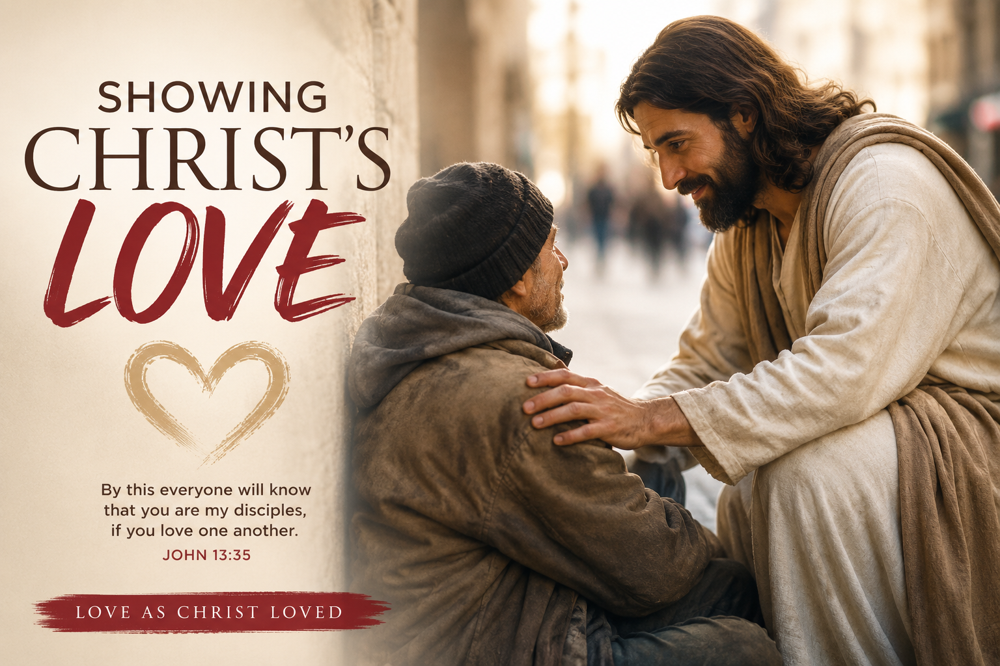 SHOWING
CHRIST'S
LOVE
By this everyone will know
that you are my disciples,
if you love one another.
JOHN 13:35
LOVE AS CHRIST LOVED